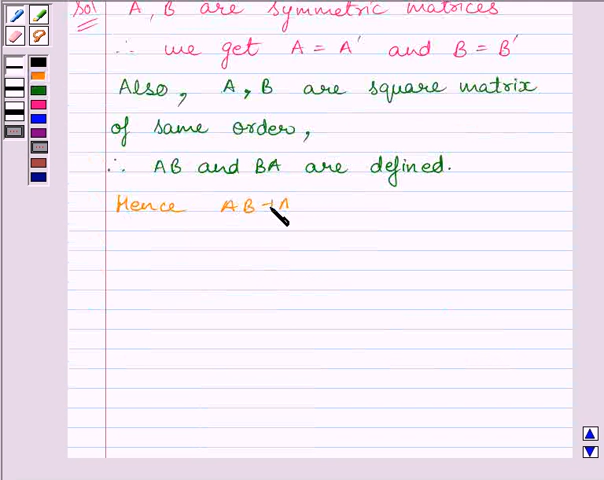 Sol A, B are symmetric matrices
∴ we get A = A' and B = B'
Also, A, B are square matrix
of same order,
∴ AB and BA are defined.
Hence AB